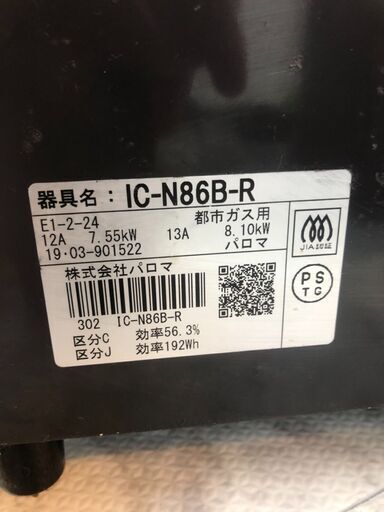 器具名：IC-N86B-R
E1-2-24 都市ガス用
12A 7.55kW 13A 8.10kW
19・03-901522 パロマ
JIA認証
株式会社パロマ
PS
TG
302 IC-N86B-R
区分C 効率56.3%
区分J 効率192Wh